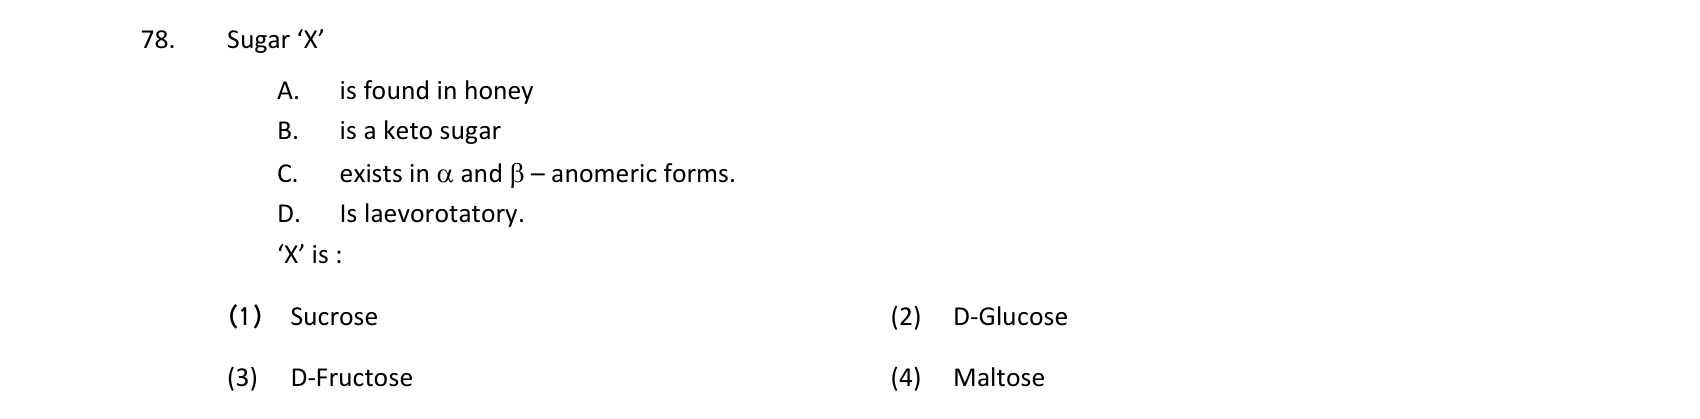 78. Sugar ‘X’
A. is found in honey
B. is a keto sugar
C. exists in α and β – anomeric forms.
D. Is laevorotatory.
‘X’ is :
(1) Sucrose (2) D-Glucose
(3) D-Fructose (4) Maltose